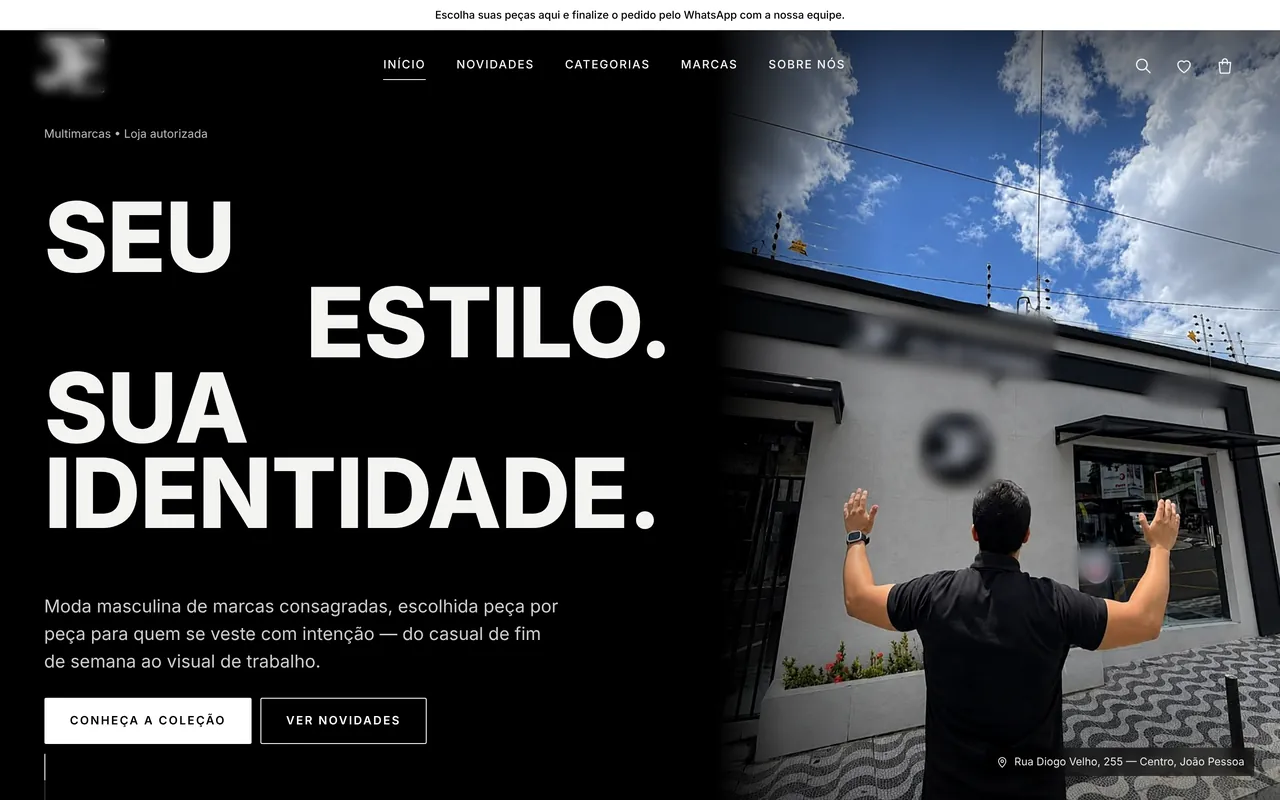 Escolha suas peças aqui e finalize o pedido pelo WhatsApp com a nossa equipe.
INÍCIO NOVIDADES CATEGORIAS MARCAS SOBRE NÓS
Multimarcas • Loja autorizada
SEU
ESTILO.
SUA
IDENTIDADE.
Moda masculina de marcas consagradas, escolhida peça por
peça para quem se veste com intenção — do casual de fim
de semana ao visual de trabalho.
CONHEÇA A COLEÇÃO VER NOVIDADES
Rua Diogo Velho, 255 — Centro, João Pessoa